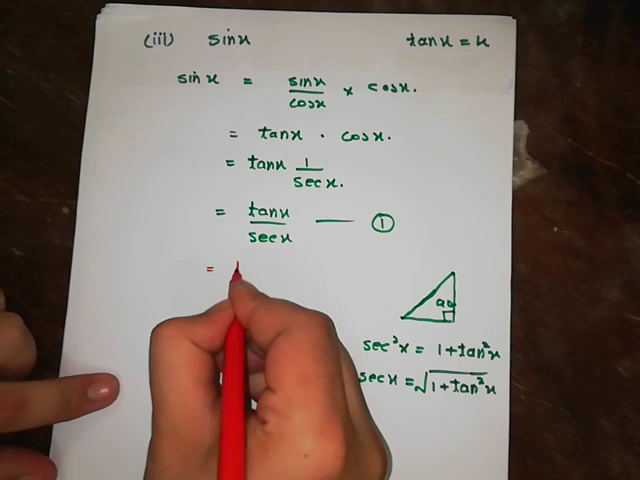 (iii) sinx tanx = k
sinx = sinx/cosx × cosx.
= tanx . cosx.
= tanx 1/secx.
= tanx/secx — ①
=
90
sec²x = 1+tan²x
secx = √1+tan²x